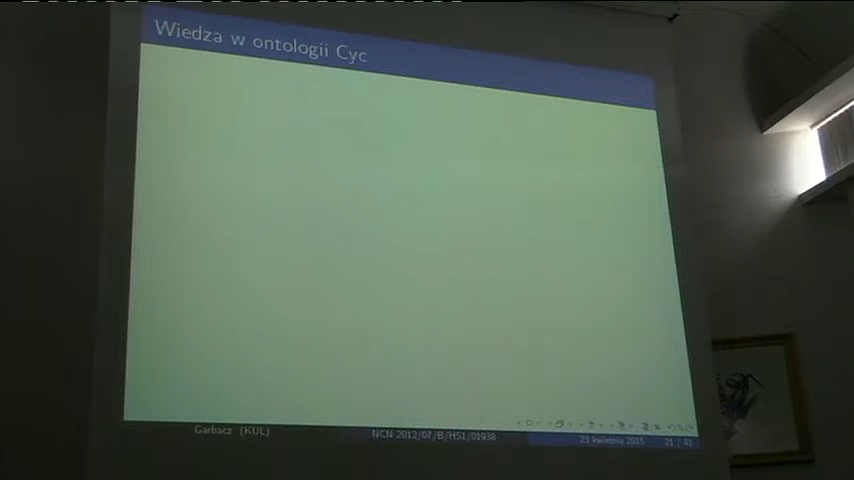 Wiedza w ontologii Cyc
Garbacz (KUL)
NCN 2012/07/B/HS1/01938
23 kwietnia 2015
21 / 41